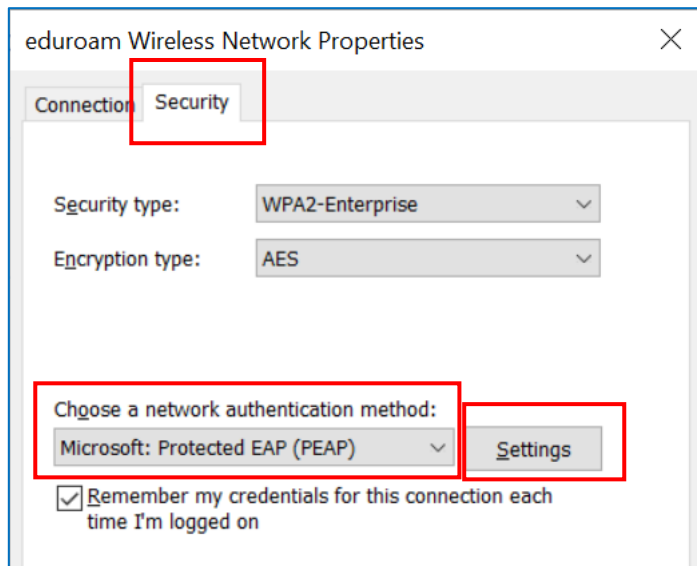 eduroam Wireless Network Properties
Connection Security
Security type: WPA2-Enterprise
Encryption type: AES
Choose a network authentication method:
Microsoft: Protected EAP (PEAP) Settings
Remember my credentials for this connection each
time I'm logged on